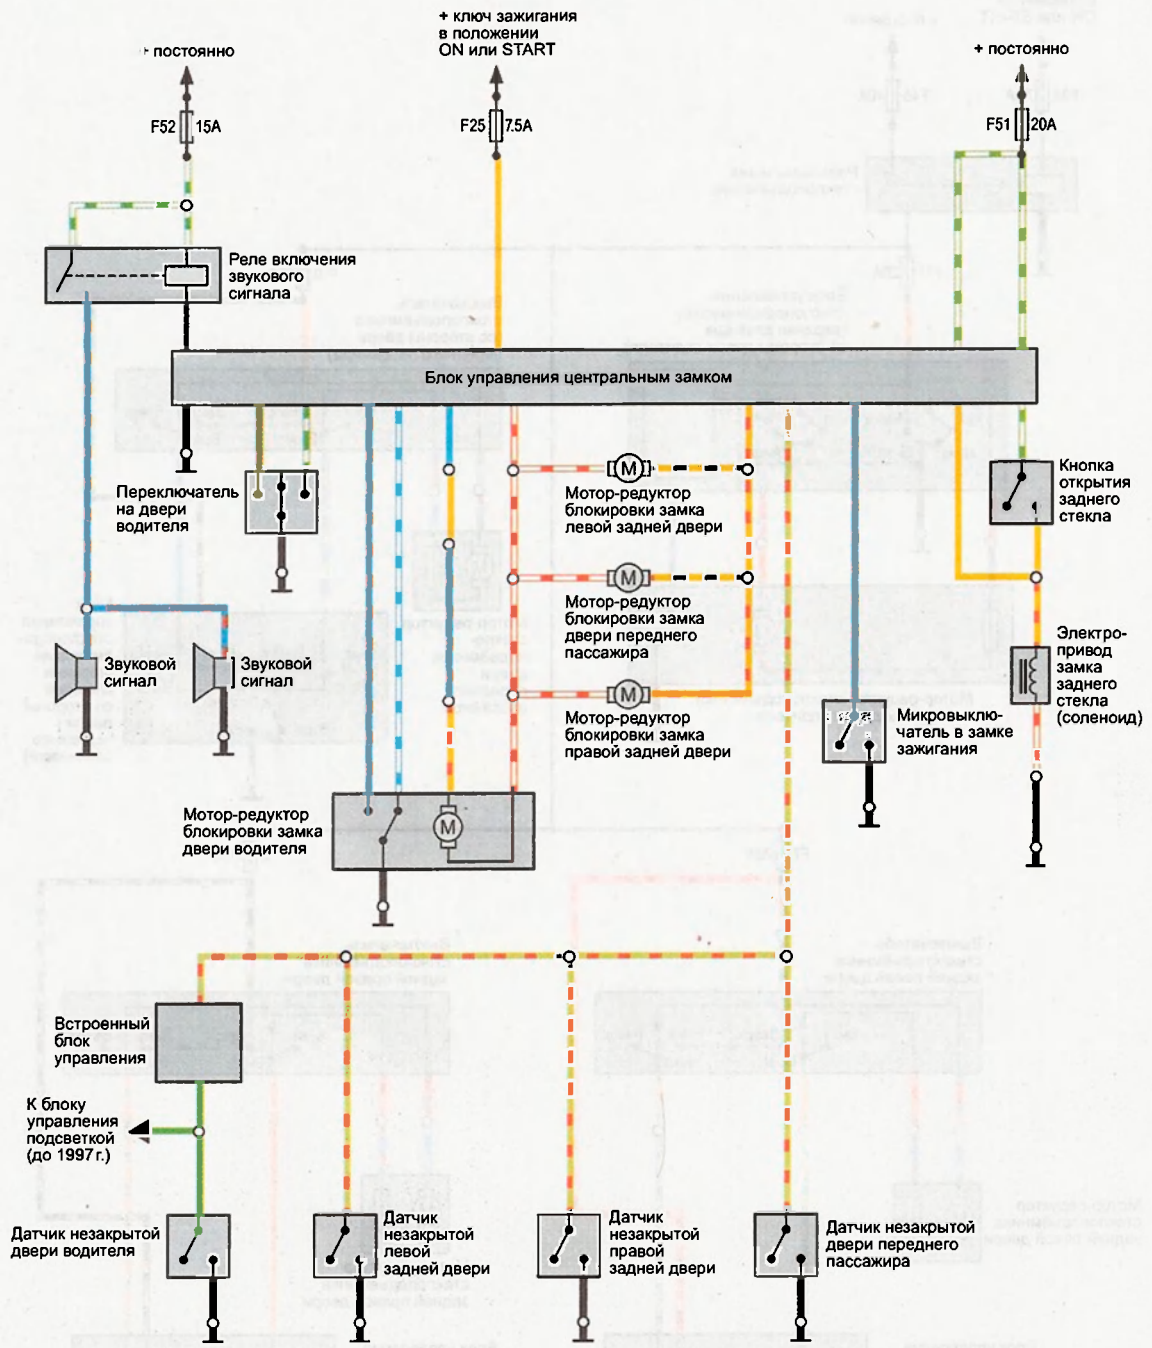 + постоянно
+ ключ зажигания
в положении
ON или START
+ постоянно
F52
15A
F25
7.5A
F51
20A
Реле включения
звукового
сигнала
Блок управления центральным замком
Переключатель
на двери
водителя
М
Мотор-редуктор
блокировки замка
левой задней двери
Кнопка
открытия
заднего
стекла
М
Мотор-редуктор
блокировки замка
двери переднего
пассажира
Звуковой
сигнал
Звуковой
сигнал
М
Мотор-редуктор
блокировки замка
правой задней двери
Микровыклю-
чатель в замке
зажигания
Электро-
привод
замка
заднего
стекла
(соленоид)
Мотор-редуктор
блокировки замка
двери водителя
М
Встроенный
блок
управления
К блоку
управления
подсветкой
(до 1997 г.)
Датчик незакрытой
двери водителя
Датчик
незакрытой
левой
задней двери
Датчик
незакрытой
правой
задней двери
Датчик незакрытой
двери переднего
пассажира